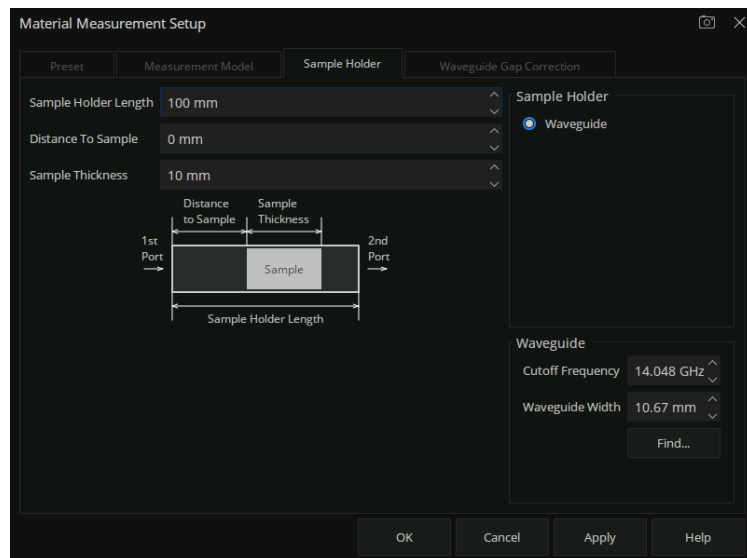 Material Measurement Setup
Preset
Measurement Model
Sample Holder
Waveguide Gap Correction
Sample Holder Length 100 mm
Distance To Sample 0 mm
Sample Thickness 10 mm
Distance to Sample
Sample Thickness
1st Port
2nd Port
Sample
Sample Holder Length
Sample Holder
Waveguide
Waveguide
Cutoff Frequency 14.048 GHz
Waveguide Width 10.67 mm
Find...
OK
Cancel
Apply
Help